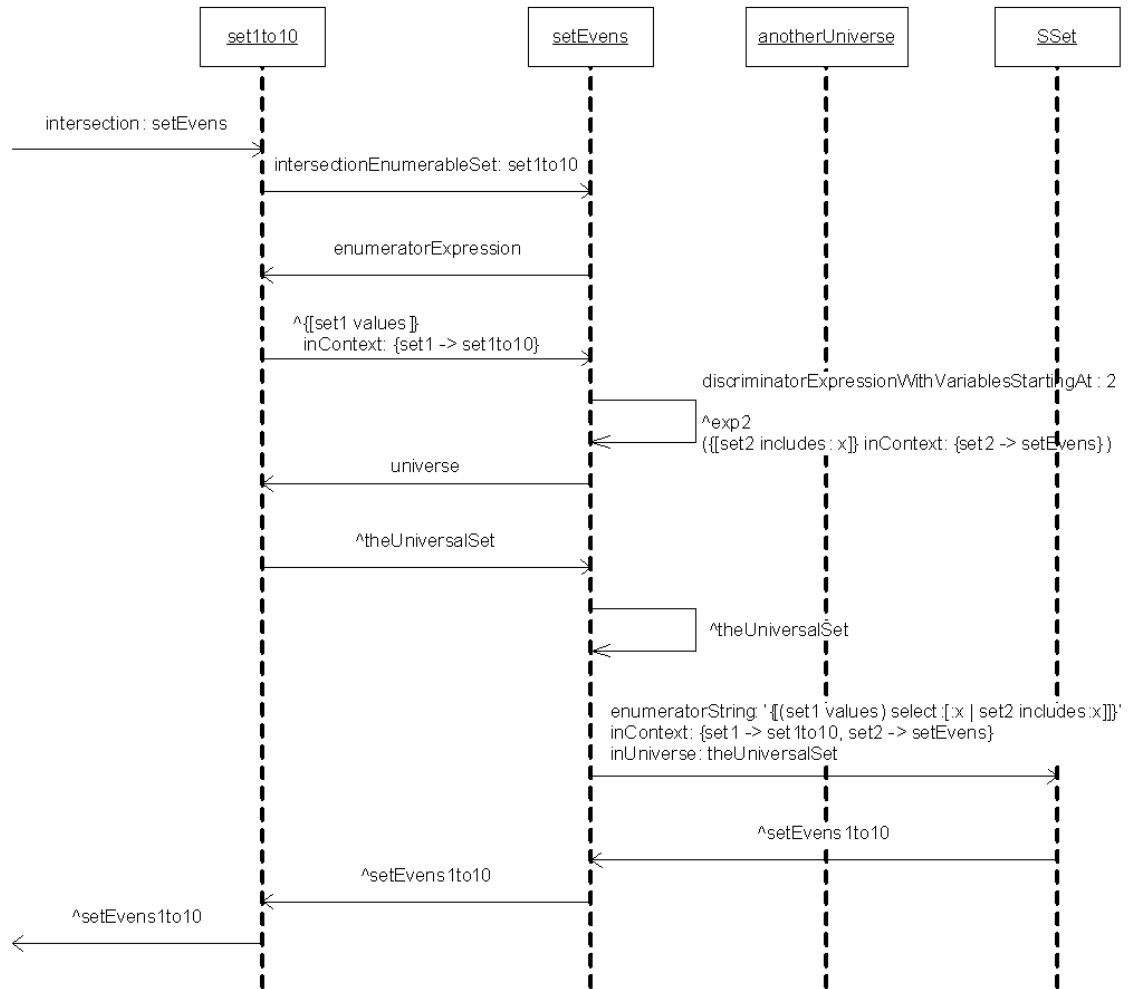 set1to10
setEvens
anotherUniverse
SSet
intersection: setEvens
intersectionEnumerableSet: set1to10
enumeratorExpression
^{[set1 values]}
inContext: {set1 -> set1to10}
discriminatorExpressionWithVariablesStartingAt : 2
^exp2
({[set2 includes: x]} inContext: {set2 -> setEvens})
universe
^theUniversalSet
^theUniversalSet
enumeratorString: '{[(set1 values) select:[:x | set2 includes:x]]}'
inContext: {set1 -> set1to10, set2 -> setEvens}
inUniverse: theUniversalSet
^setEvens1to10
^setEvens1to10
^setEvens1to10